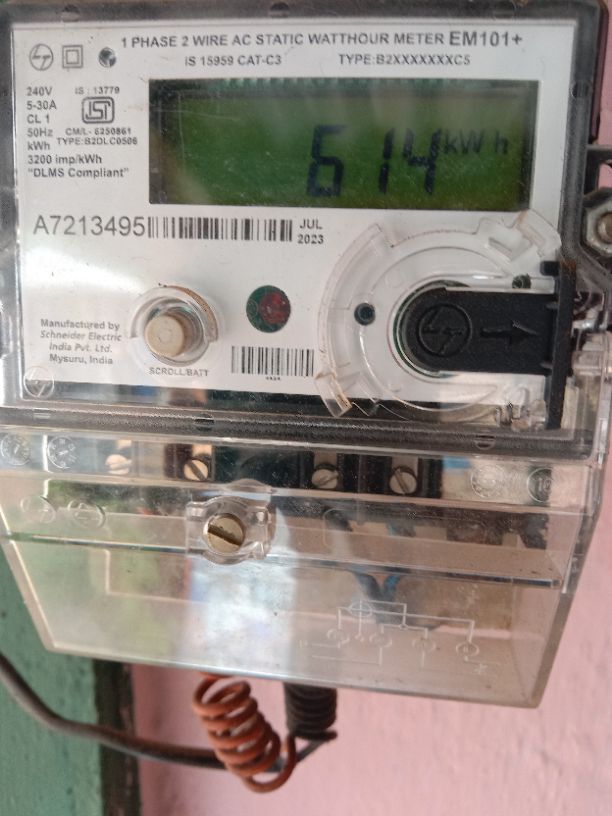 1 PHASE 2 WIRE AC STATIC WATTHOUR METER EM101+
IS 15959 CAT-C3 TYPE:B2XXXXXXXC5
240V IS : 13779
5-30A
CL 1
50Hz CM/L- 6250861
kWh TYPE:B2DLC0506
3200 imp/kWh
"DLMS Compliant"
614 kWh
A7213495 JUL
2023
Manufactured by
Schneider Electric
India Pvt. Ltd.
Mysuru, India
SCROLL/BATT